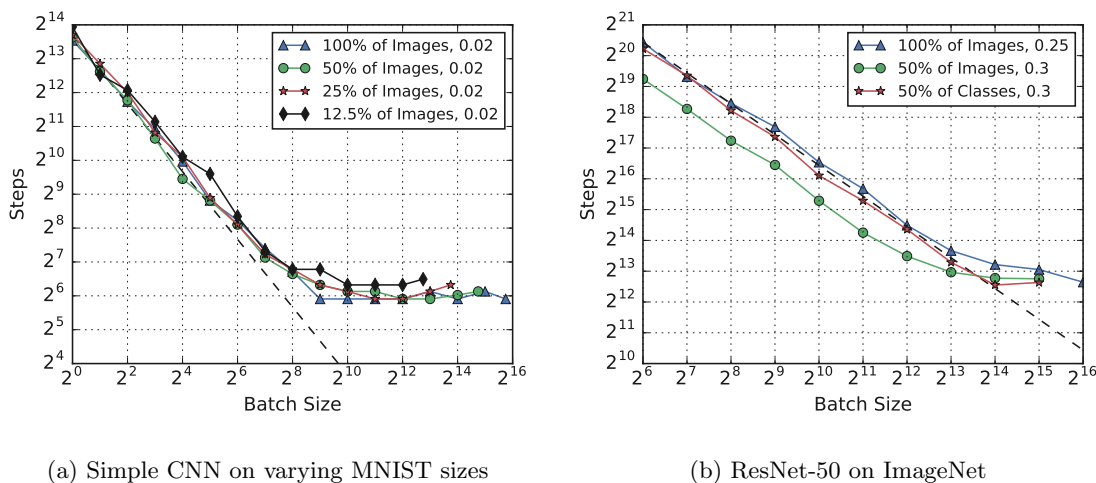 2^14
2^13
2^12
2^11
2^10
2^9
2^8
2^7
2^6
2^5
2^4
Steps
100% of Images, 0.02
50% of Images, 0.02
25% of Images, 0.02
12.5% of Images, 0.02
2^0 2^2 2^4 2^6 2^8 2^10 2^12 2^14 2^16
Batch Size
(a) Simple CNN on varying MNIST sizes
2^21
2^20
2^19
2^18
2^17
2^16
2^15
2^14
2^13
2^12
2^11
2^10
Steps
100% of Images, 0.25
50% of Images, 0.3
50% of Classes, 0.3
2^6 2^7 2^8 2^9 2^10 2^11 2^12 2^13 2^14 2^15 2^16
Batch Size
(b) ResNet-50 on ImageNet